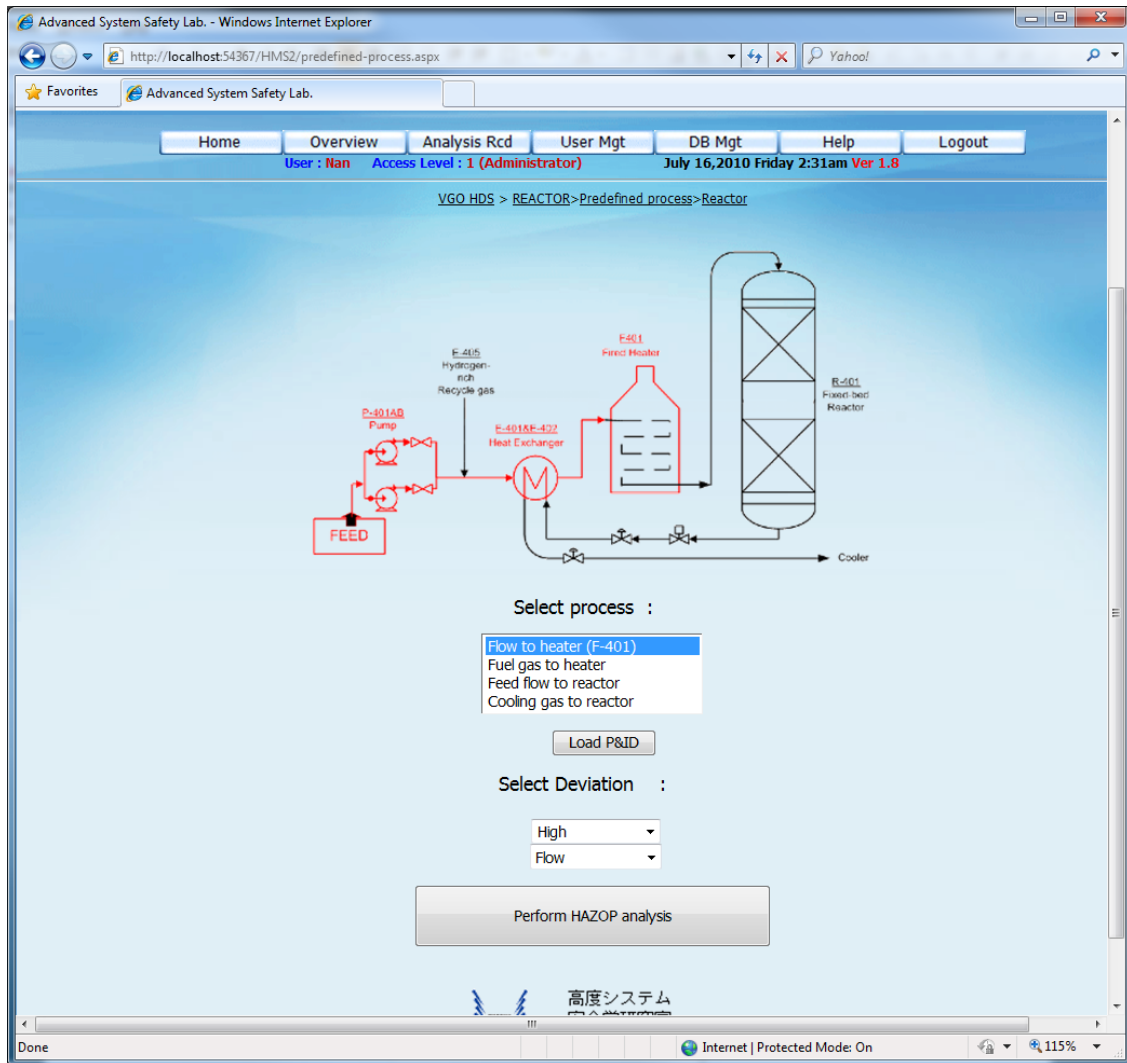 Advanced System Safety Lab. - Windows Internet Explorer
http://localhost:54367/HMS2/predefined-process.aspx
Yahoo!
Favorites
Advanced System Safety Lab.
Home Overview Analysis Rcd User Mgt DB Mgt Help Logout
User : Nan Access Level : 1 (Administrator) July 16,2010 Friday 2:31am Ver 1.8
VGO HDS > REACTOR>Predefined process>Reactor
F-401
Fired Heater
E-405
Hydrogen-
rich
Recycle gas
R-401
Fixed-bed
Reactor
P-401AB
Pump
E-401&E-402
Heat Exchanger
FEED
Cooler
Select process :
Flow to heater (F-401)
Fuel gas to heater
Feed flow to reactor
Cooling gas to reactor
Load P&ID
Select Deviation :
High
Flow
Perform HAZOP analysis
高度システム
Done
Internet | Protected Mode: On
115%